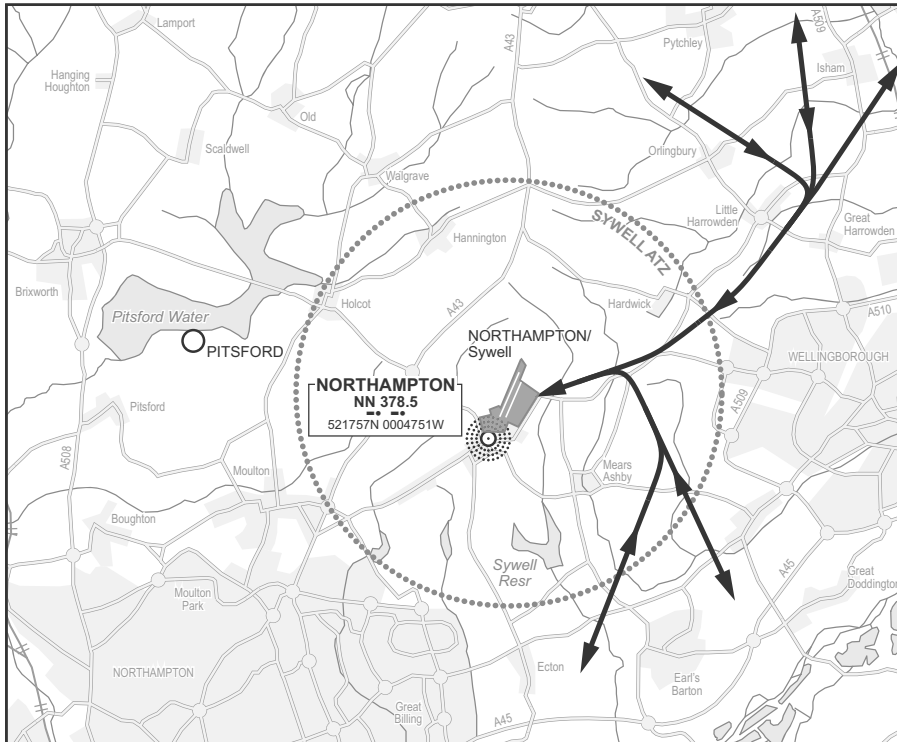 Lamport
A43
A509
Pytchley
Isham
Hanging
Houghton
Old
Orlingbury
Scaldwell
Walgrave
Little
Harrowden
SYWELL ATZ
Great
Harrowden
Hannington
Brixworth
Holcot
A43
Hardwick
A510
Pitsford Water
PITSFORD
NORTHAMPTON/
Sywell
WELLINGBOROUGH
NORTHAMPTON
NN 378.5
521757N 0004751W
A509
Pitsford
A508
Moulton
Mears
Ashby
Boughton
Sywell
Resr
A45
Great
Doddington
Moulton
Park
NORTHAMPTON
Ecton
Earl's
Barton
Great
Billing
A45